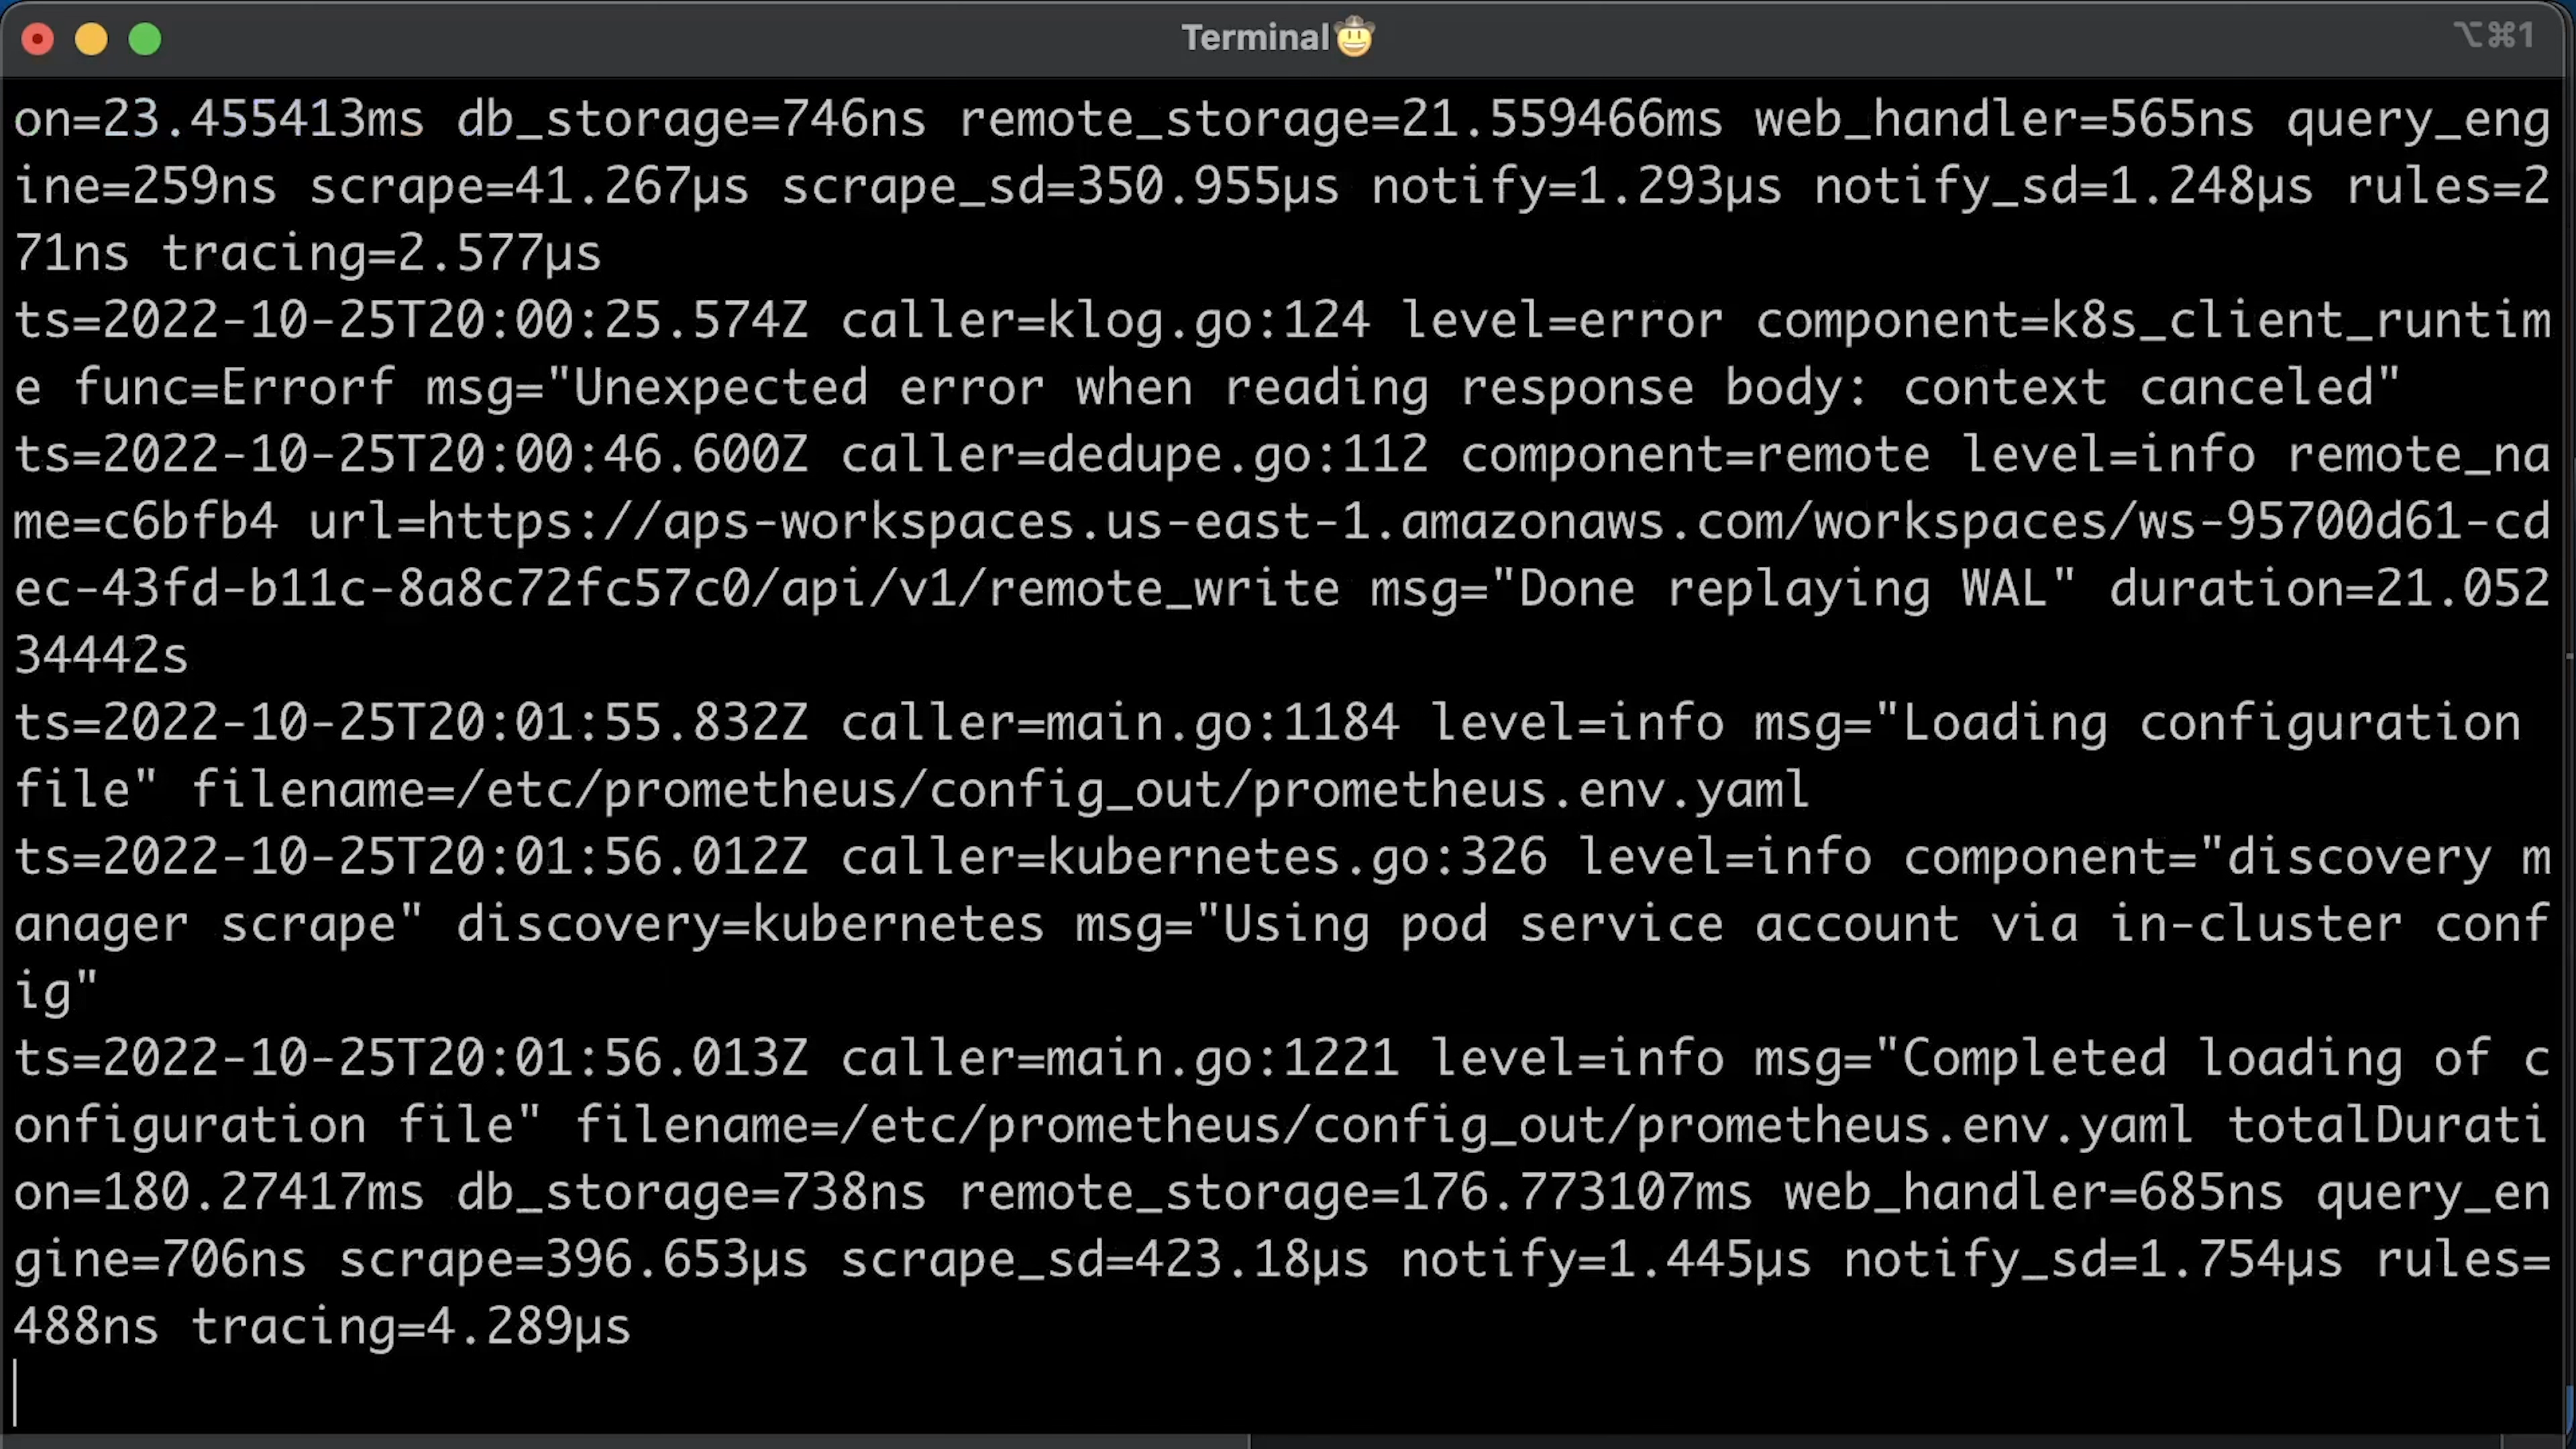 Terminal🤠
⌥⌘1
on=23.455413ms db_storage=746ns remote_storage=21.559466ms web_handler=565ns query_eng
ine=259ns scrape=41.267µs scrape_sd=350.955µs notify=1.293µs notify_sd=1.248µs rules=2
71ns tracing=2.577µs
ts=2022-10-25T20:00:25.574Z caller=klog.go:124 level=error component=k8s_client_runtim
e func=Errorf msg="Unexpected error when reading response body: context canceled"
ts=2022-10-25T20:00:46.600Z caller=dedupe.go:112 component=remote level=info remote_na
me=c6bfb4 url=https://aps-workspaces.us-east-1.amazonaws.com/workspaces/ws-95700d61-cd
ec-43fd-b11c-8a8c72fc57c0/api/v1/remote_write msg="Done replaying WAL" duration=21.052
34442s
ts=2022-10-25T20:01:55.832Z caller=main.go:1184 level=info msg="Loading configuration
file" filename=/etc/prometheus/config_out/prometheus.env.yaml
ts=2022-10-25T20:01:56.012Z caller=kubernetes.go:326 level=info component="discovery m
anager scrape" discovery=kubernetes msg="Using pod service account via in-cluster conf
ig"
ts=2022-10-25T20:01:56.013Z caller=main.go:1221 level=info msg="Completed loading of c
onfiguration file" filename=/etc/prometheus/config_out/prometheus.env.yaml totalDurati
on=180.27417ms db_storage=738ns remote_storage=176.773107ms web_handler=685ns query_en
gine=706ns scrape=396.653µs scrape_sd=423.18µs notify=1.445µs notify_sd=1.754µs rules=
488ns tracing=4.289µs